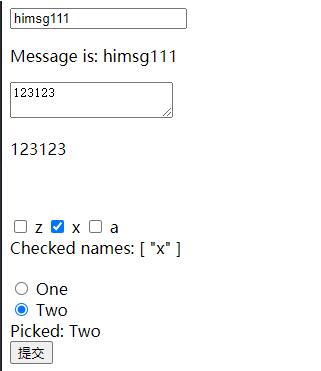 himsg111
Message is: himsg111
123123
123123
z x a
Checked names: [ "x" ]
One
Two
Picked: Two
提交